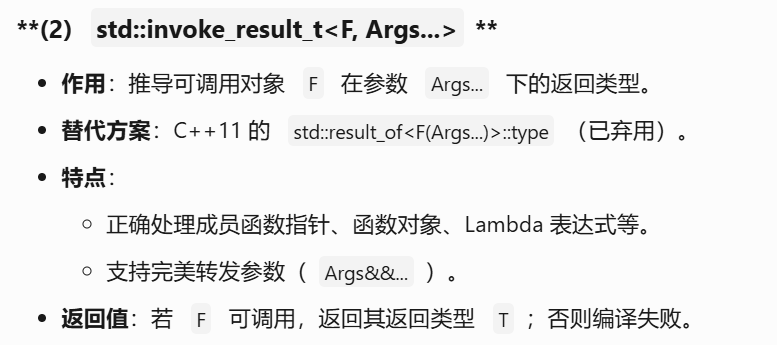 **(2) std::invoke_result_t<F, Args...> **
• 作用：推导可调用对象 F 在参数 Args... 下的返回类型。
• 替代方案：C++11 的 std::result_of<F(Args...)>::type （已弃用）。
• 特点：
◦ 正确处理成员函数指针、函数对象、Lambda 表达式等。
◦ 支持完美转发参数（ Args&&... ）。
• 返回值：若 F 可调用，返回其返回类型 T ；否则编译失败。